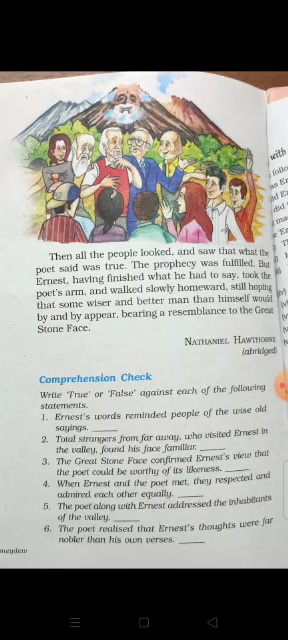 Then all the people looked, and saw that what the
poet said was true. The prophecy was fulfilled. But
Ernest, having finished what he had to say, took the
poet's arm, and walked slowly homeward, still hoping
that some wiser and better man than himself would
by and by appear, bearing a resemblance to the Great
Stone Face.
NATHANIEL HAWTHORNE
(abridged)
Comprehension Check
Write 'True' or 'False' against each of the following
statements.
1. Ernest's words reminded people of the wise old
sayings.
2. Total strangers from far away, who visited Ernest in
the valley, found his face familiar.
3. The Great Stone Face confirmed Ernest's view that
the poet could be worthy of its likeness.
4. When Ernest and the poet met, they respected and
admired each other equally.
5. The poet along with Ernest addressed the inhabitants
of the valley.
6. The poet realised that Ernest's thoughts were far
nobler than his own verses.
neydew
with